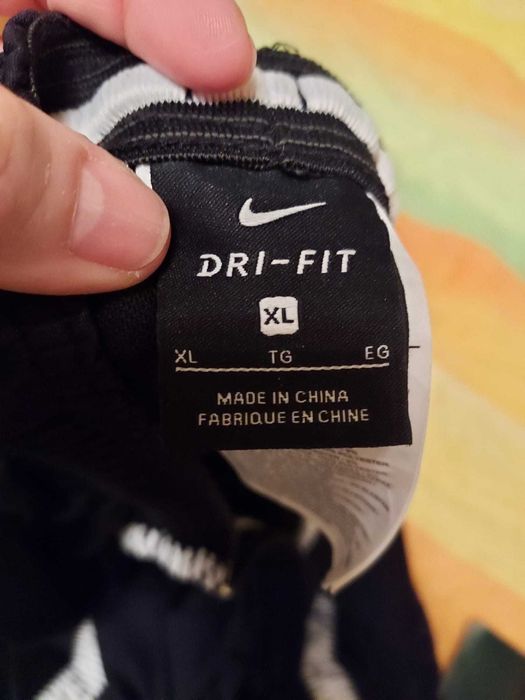 DRI-FIT
XL
XL TG EG
MADE IN CHINA
FABRIQUE EN CHINE